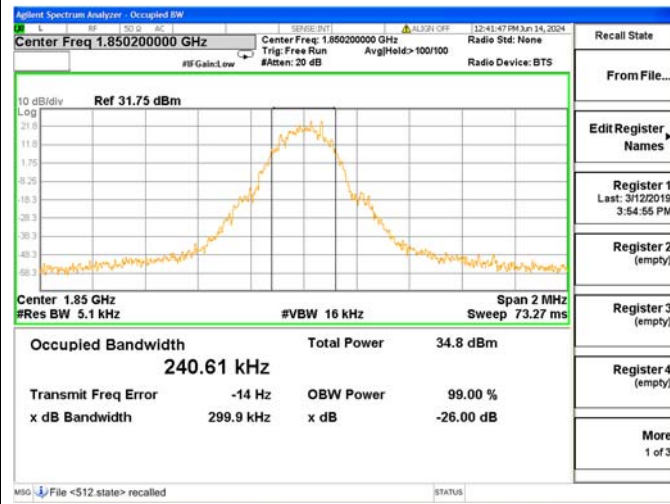 Agilent Spectrum Analyzer - Occupied BW
L RF 50 Ω AC SENSE:INT ALIGN OFF 12:41:47 PM Jun 14, 2024
Center Freq 1.850200000 GHz
Center Freq: 1.850200000 GHz
Radio Std: None
Trig: Free Run Avg|Hold:> 100/100
#IFGain:Low #Atten: 20 dB Radio Device: BTS
10 dB/div Ref 31.75 dBm
Log
21.8
11.8
1.75
-8.25
-18.3
-28.3
-38.3
-48.3
-58.3
Center 1.85 GHz Span 2 MHz
#Res BW 5.1 kHz #VBW 16 kHz Sweep 73.27 ms
Occupied Bandwidth Total Power 34.8 dBm
240.61 kHz
Transmit Freq Error -14 Hz OBW Power 99.00 %
x dB Bandwidth 299.9 kHz x dB -26.00 dB
MSG File <512.state> recalled STATUS
Recall State
From File...
Edit Register
Names
Register 1
Last: 3/12/2019
3:54:55 PM
Register 2
(empty)
Register 3
(empty)
Register 4
(empty)
More
1 of 3